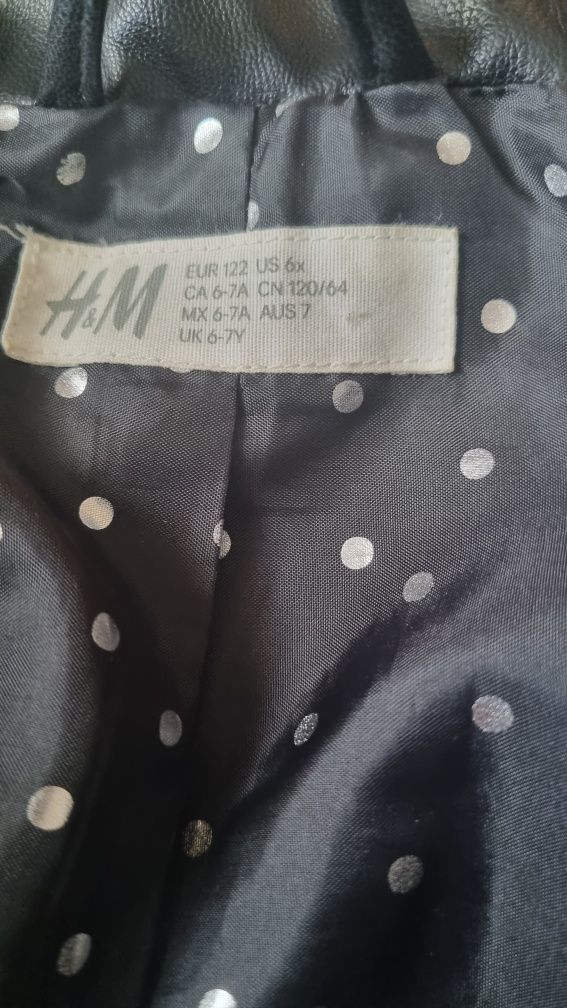 H&M
EUR 122 US 6x
CA 6-7A CN 120/64
MX 6-7A AUS 7
UK 6-7Y